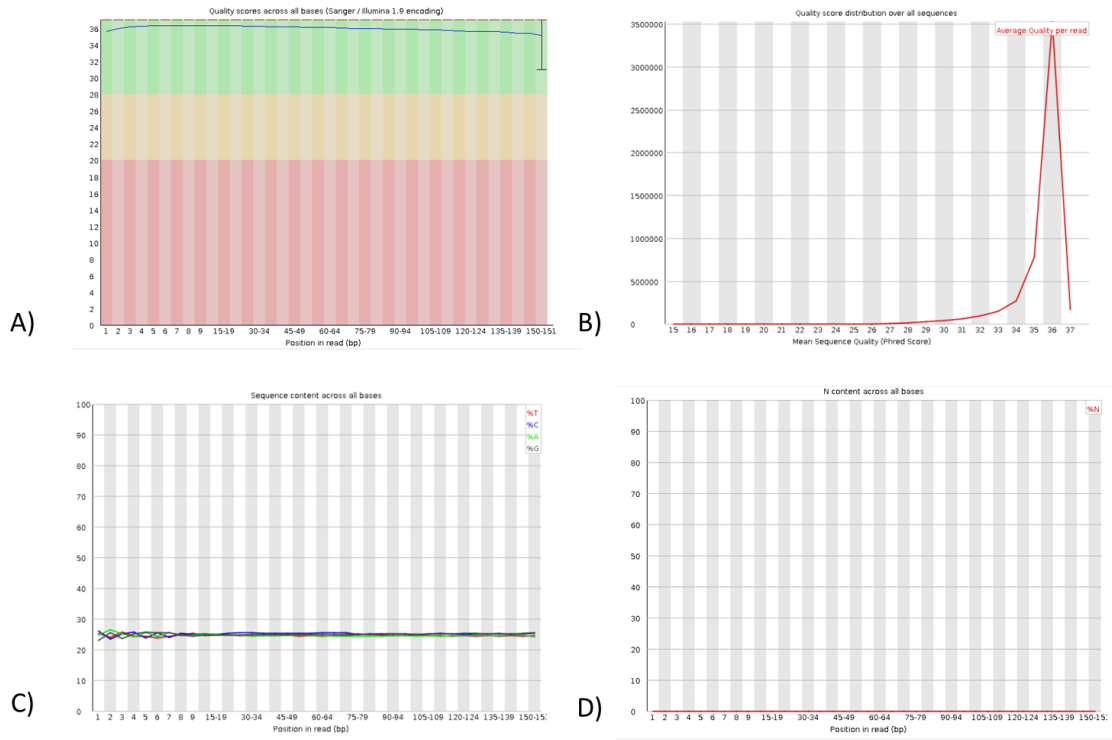 Quality scores across all bases (Sanger / Illumina 1.9 encoding)
36
34
32
30
28
26
24
22
20
18
16
14
12
10
8
6
4
2
0
1 2 3 4 5 6 7 8 9 15-19 30-34 45-49 60-64 75-79 90-94 105-109 120-124 135-139 150-151
Position in read (bp)
A)
Quality score distribution over all sequences
Average Quality per read
3500000
3000000
2500000
2000000
1500000
1000000
500000
0
15 16 17 18 19 20 21 22 23 24 25 26 27 28 29 30 31 32 33 34 35 36 37
Mean Sequence Quality (Phred Score)
B)
Sequence content across all bases
%T
%C
%A
%G
100
90
80
70
60
50
40
30
20
10
0
1 2 3 4 5 6 7 8 9 15-19 30-34 45-49 60-64 75-79 90-94 105-109 120-124 135-139 150-15
Position in read (bp)
C)
N content across all bases
%N
100
90
80
70
60
50
40
30
20
10
0
1 2 3 4 5 6 7 8 9 15-19 30-34 45-49 60-64 75-79 90-94 105-109 120-124 135-139 150-151
Position in read (bp)
D)